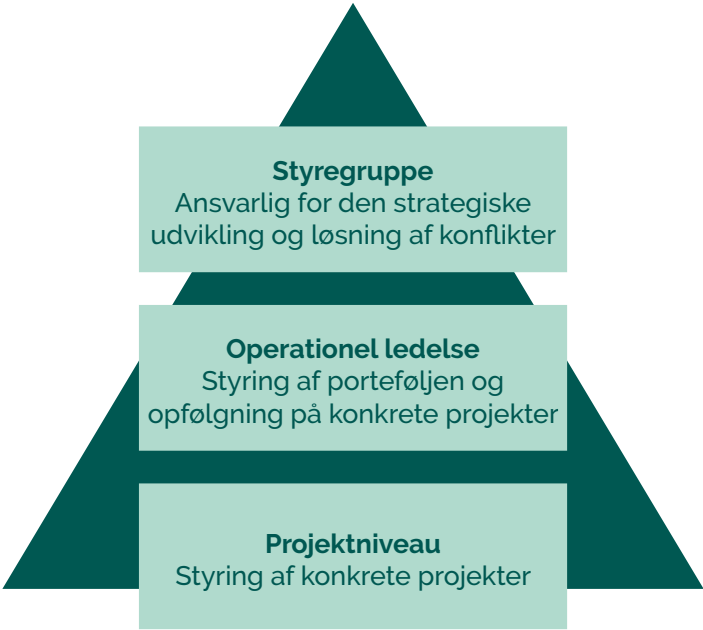 Styregruppe
Ansvarlig for den strategiske
udvikling og løsning af konflikter
Operationel ledelse
Styring af porteføljen og
opfølgning på konkrete projekter
Projektniveau
Styring af konkrete projekter